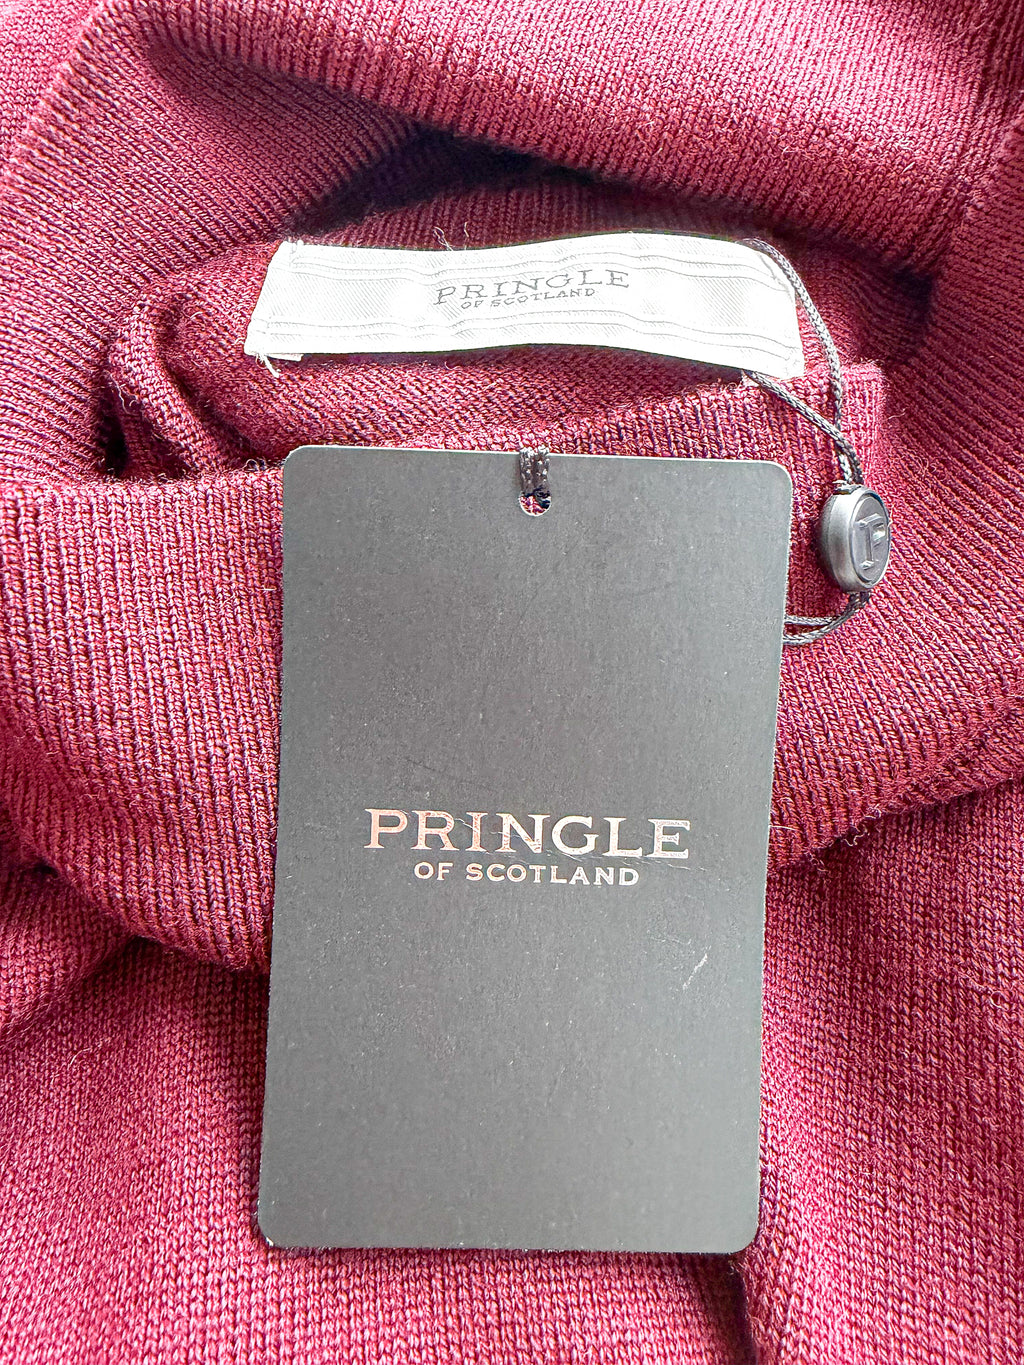 PRINGLE
OF SCOTLAND
P
PRINGLE
OF SCOTLAND